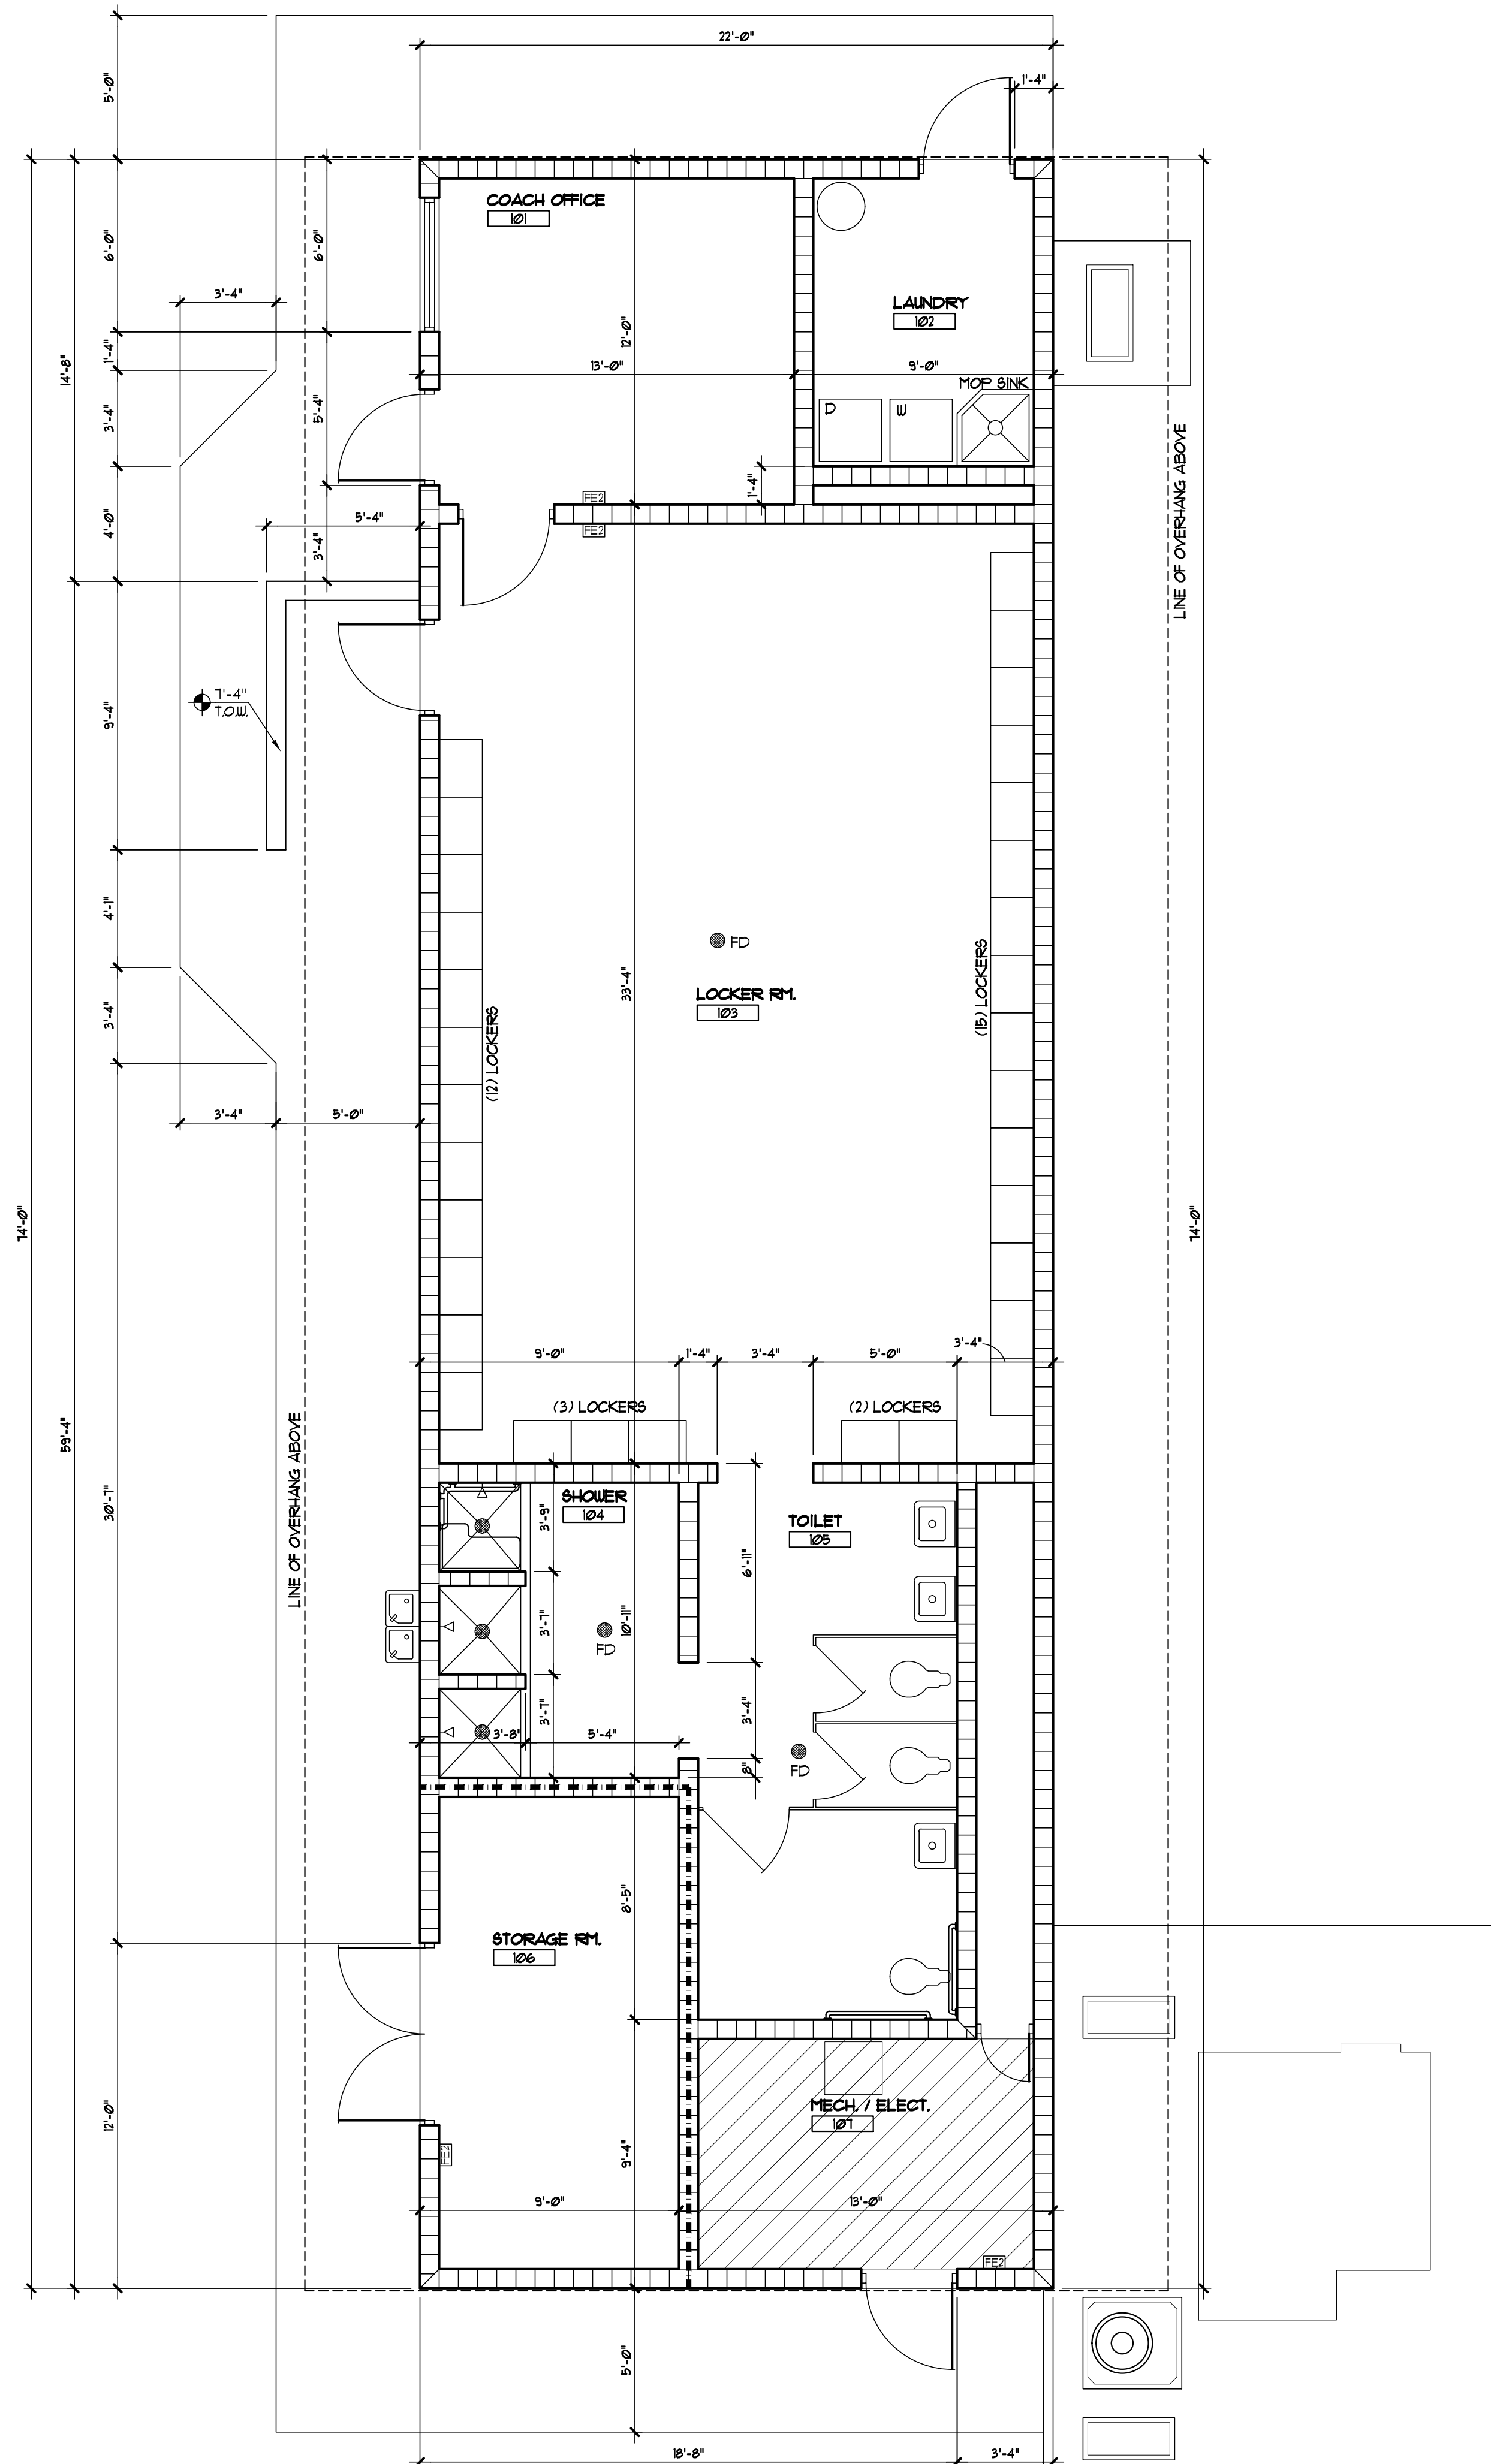 22'-0"
1'-4"
5'-0"
COACH OFFICE
101
6'-0"
6'-0"
3'-4"
LAUNDRY
102
12'-0"
1'-4"
14'-8"
13'-0"
9'-0"
MOP SINK
D
W
3'-4"
5'-4"
1'-4"
LINE OF OVERHANG ABOVE
FE2
5'-4"
4'-0"
3'-4"
FE2
7'-4"
T.O.W.
9'-4"
4'-1"
FD
33'-4"
LOCKER RM.
103
(15) LOCKERS
3'-4"
(12) LOCKERS
3'-4"
5'-0"
74'-0"
74'-0"
9'-0"
1'-4"
3'-4"
5'-0"
3'-4"
59'-4"
30'-7"
LINE OF OVERHANG ABOVE
(3) LOCKERS
(2) LOCKERS
SHOWER
104
3'-9"
TOILET
105
6'-11"
3'-7"
10'-11"
FD
3'-7"
3'-8"
5'-4"
3'-4"
8"
FD
8'-5"
STORAGE RM.
106
12'-0"
MECH. / ELECT.
107
FE2
9'-4"
9'-0"
13'-0"
FE2
5'-0"
18'-8"
3'-4"